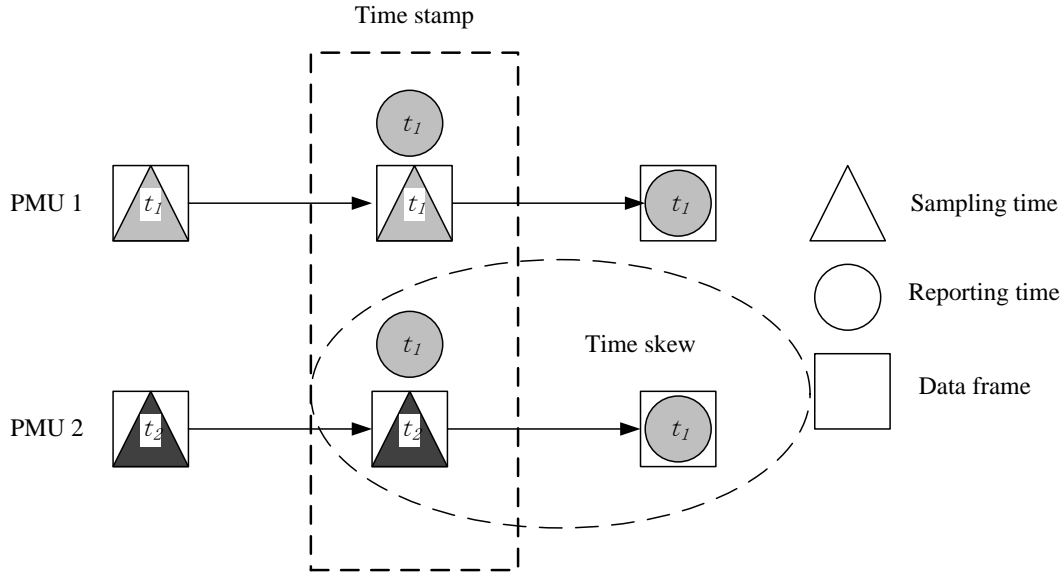 Time stamp
t1
PMU 1
t1
t1
t1
Sampling time
Reporting time
t1
Time skew
Data frame
PMU 2
t2
t2
t1